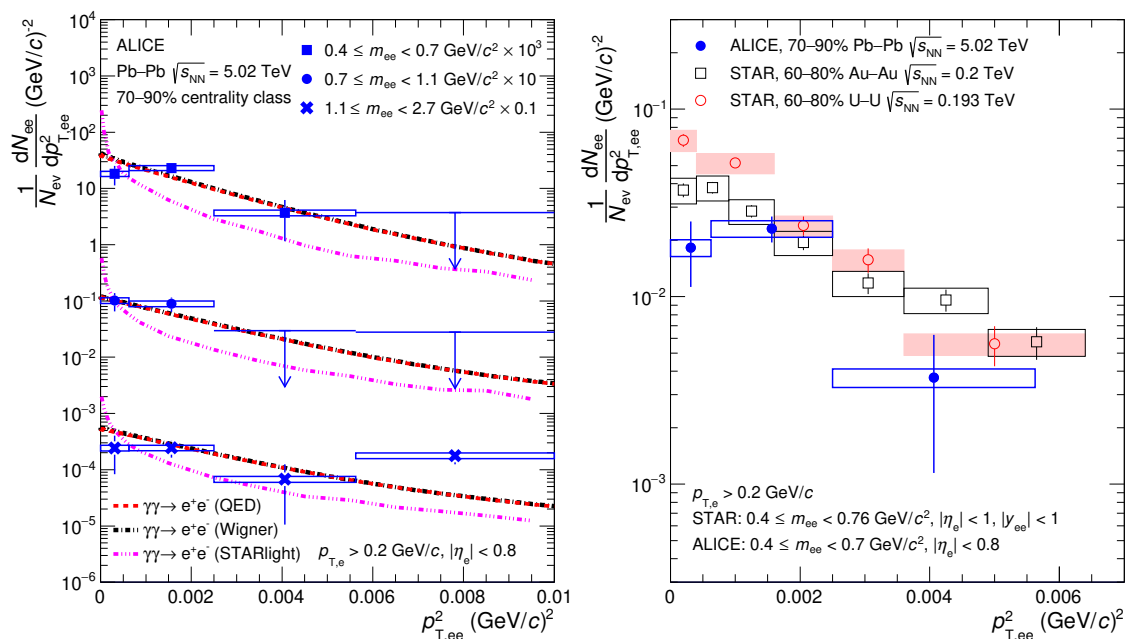 ALICE
Pb–Pb √sNN = 5.02 TeV
70–90% centrality class
0.4 ≤ mee < 0.7 GeV/c² × 10³
0.7 ≤ mee < 1.1 GeV/c² × 10
1.1 ≤ mee < 2.7 GeV/c² × 0.1
1/Nev dNee/dp²T,ee (GeV/c)⁻²
10⁴
10³
10²
10
1
10⁻¹
10⁻²
10⁻³
10⁻⁴
10⁻⁵
10⁻⁶
γγ → e⁺e⁻ (QED)
γγ → e⁺e⁻ (Wigner)
γγ → e⁺e⁻ (STARlight)
pT,e > 0.2 GeV/c, |ηe| < 0.8
0 0.002 0.004 0.006 0.008 0.01
p²T,ee (GeV/c)²
ALICE, 70–90% Pb–Pb √sNN = 5.02 TeV
STAR, 60–80% Au–Au √sNN = 0.2 TeV
STAR, 60–80% U–U √sNN = 0.193 TeV
1/Nev dNee/dp²T,ee (GeV/c)⁻²
10⁻¹
10⁻²
10⁻³
pT,e > 0.2 GeV/c
STAR: 0.4 ≤ mee < 0.76 GeV/c², |ηe| < 1, |yee| < 1
ALICE: 0.4 ≤ mee < 0.7 GeV/c², |ηe| < 0.8
0 0.002 0.004 0.006
p²T,ee (GeV/c)²